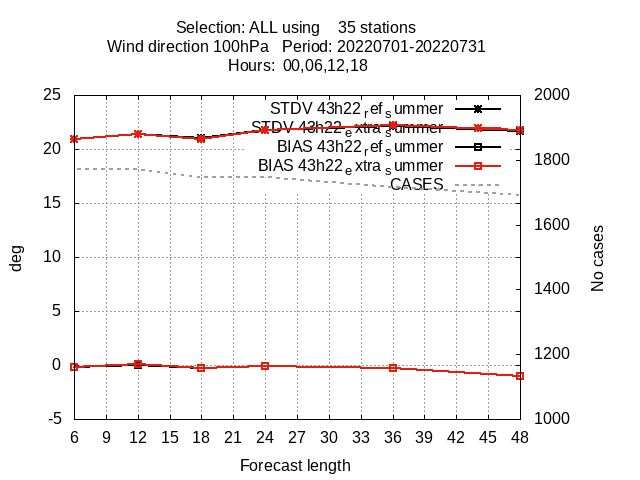 Selection: ALL using    35 stations
Wind direction 100hPa   Period: 20220701-20220731
Hours: 00,06,12,18
STDV 43h22_ref_summer
STDV 43h22_extra_summer
BIAS 43h22_ref_summer
BIAS 43h22_extra_summer
CASES
25
20
15
10
5
0
-5
deg
2000
1800
1600
1400
1200
1000
No cases
6 9 12 15 18 21 24 27 30 33 36 39 42 45 48
Forecast length